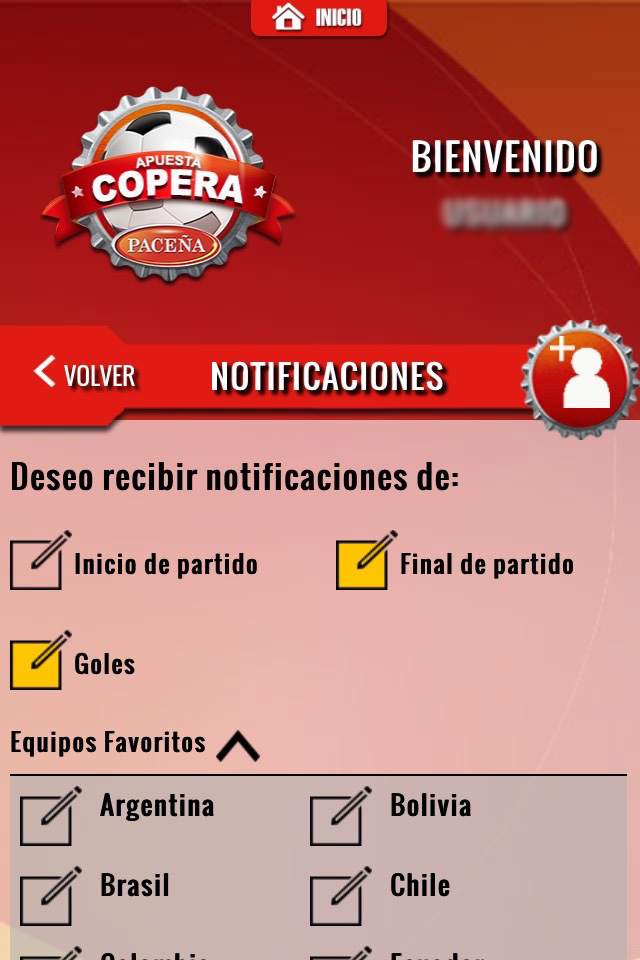 INICIO
APUESTA
COPERA
PACEÑA
BIENVENIDO
USUARIO
VOLVER
NOTIFICACIONES
Deseo recibir notificaciones de:
Inicio de partido
Final de partido
Goles
Equipos Favoritos
Argentina
Bolivia
Brasil
Chile